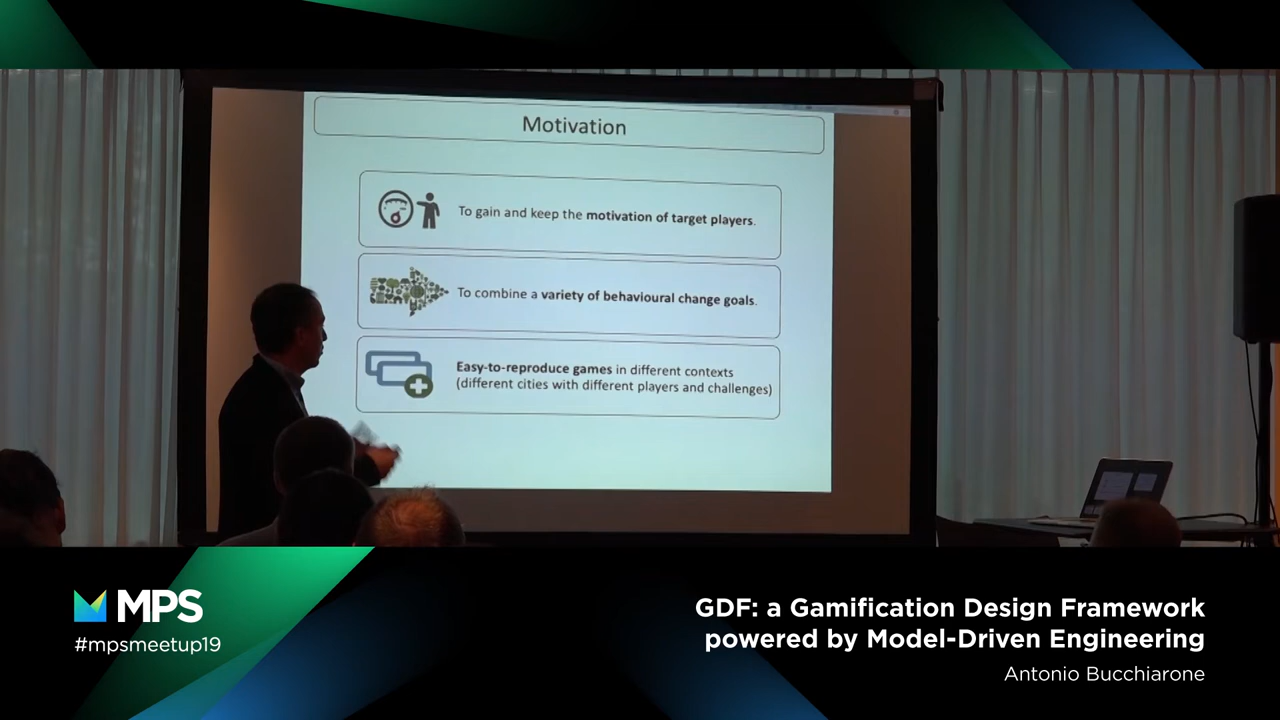 Motivation
To gain and keep the motivation of target players.
To combine a variety of behavioural change goals.
Easy-to-reproduce games in different contexts
(different cities with different players and challenges)
MPS
#mpsmeetup19
GDF: a Gamification Design Framework
powered by Model-Driven Engineering
Antonio Bucchiarone